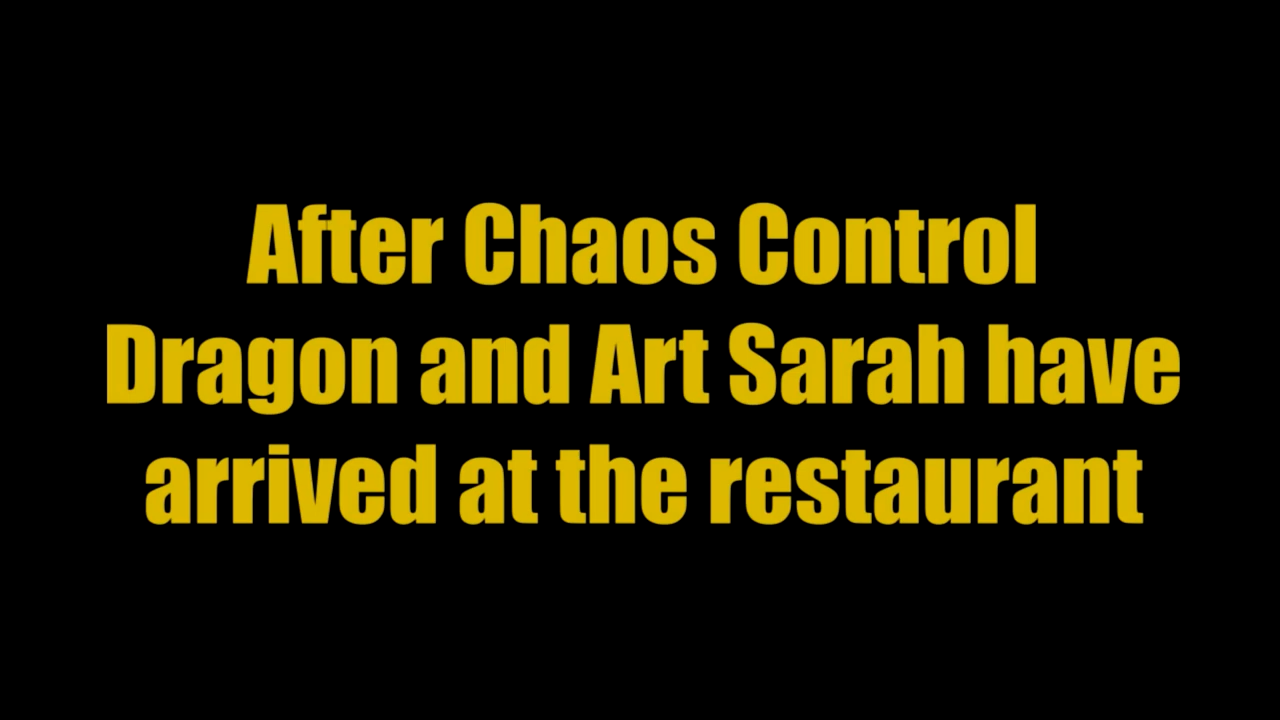 After Chaos Control
Dragon and Art Sarah have
arrived at the restaurant